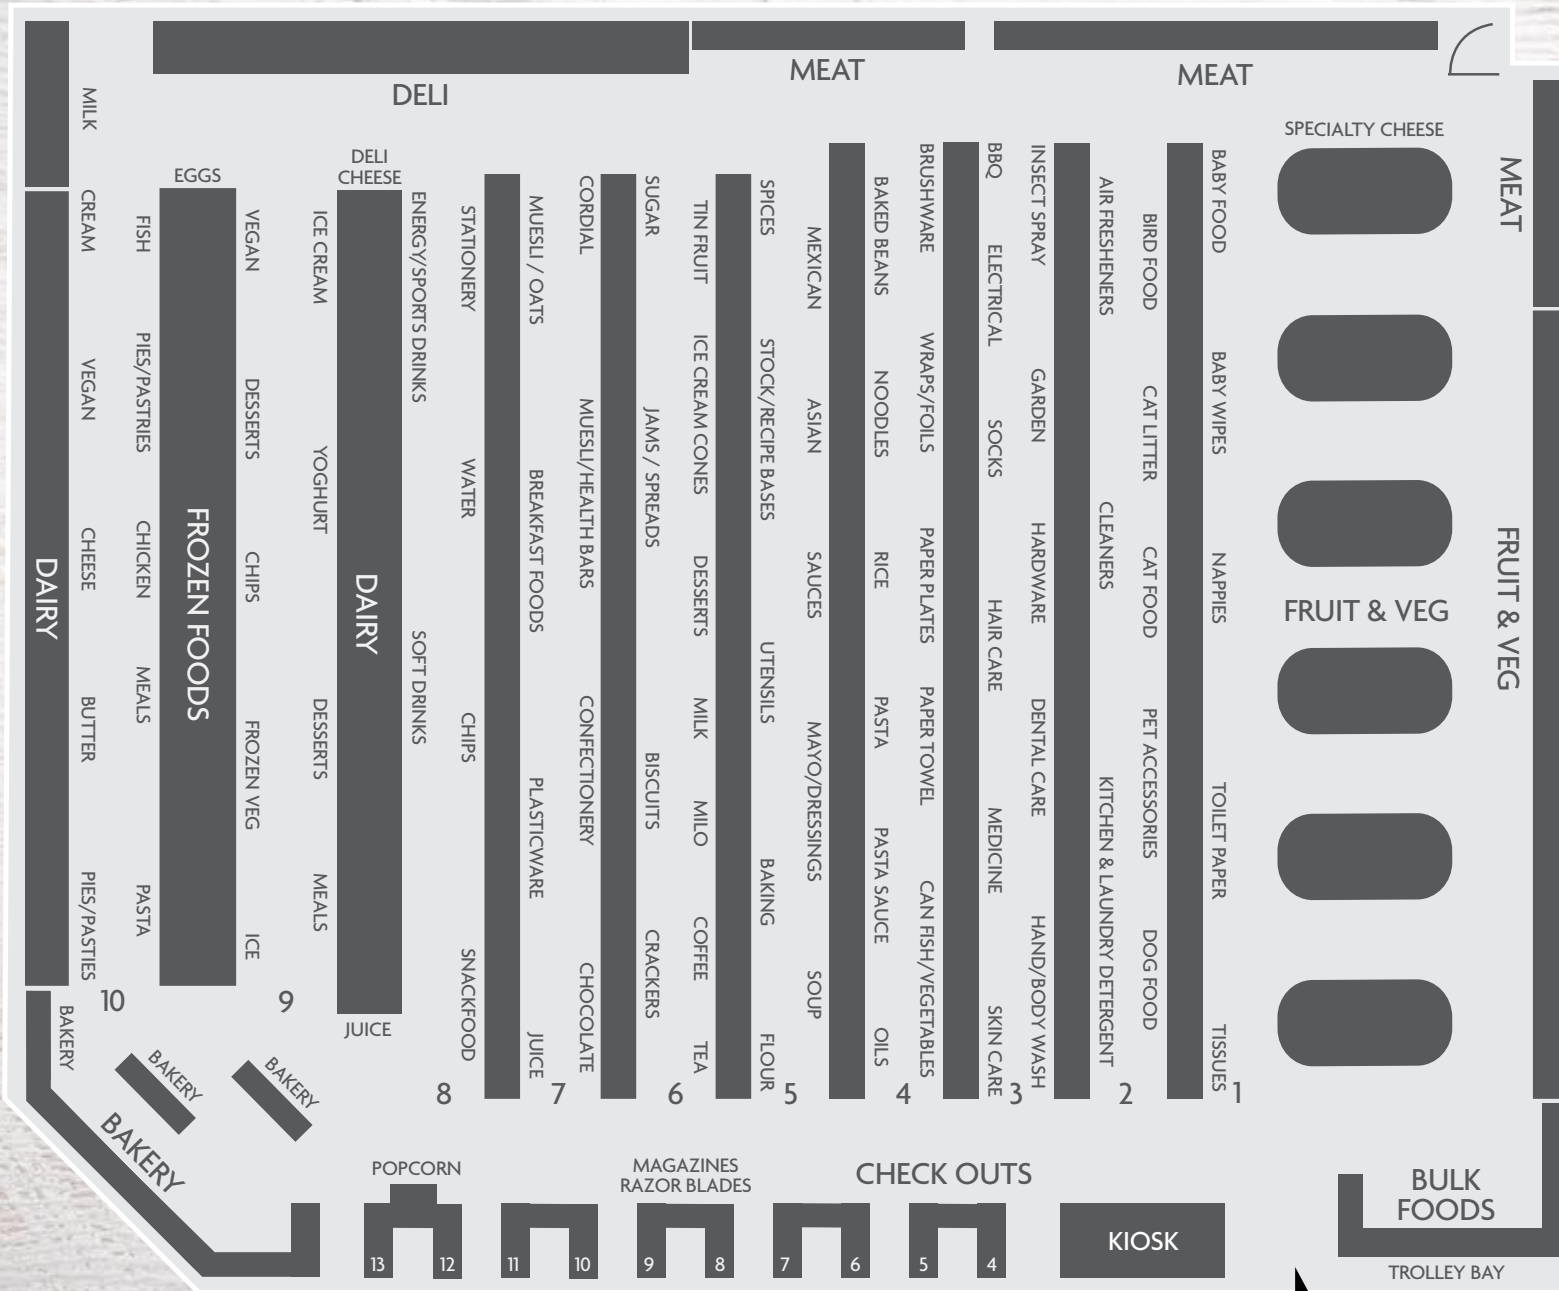 DELI
MEAT
MEAT
SPECIALTY CHEESE
MEAT
FRUIT & VEG
FRUIT & VEG
MILK
CREAM
VEGAN
CHEESE
BUTTER
PIES/PASTIES
DAIRY
BAKERY
BAKERY
BAKERY
BAKERY
10
FISH
PIES/PASTRIES
CHICKEN
MEALS
PASTA
EGGS
FROZEN FOODS
VEGAN
DESSERTS
CHIPS
FROZEN VEG
ICE
9
ICE CREAM
YOGHURT
DESSERTS
MEALS
DELI
CHEESE
DAIRY
JUICE
ENERGY/SPORTS DRINKS
SOFT DRINKS
8
STATIONERY
WATER
CHIPS
SNACKFOOD
MUESLI / OATS
BREAKFAST FOODS
PLASTICWARE
JUICE
7
CORDIAL
MUESLI/HEALTH BARS
CONFECTIONERY
CHOCOLATE
SUGAR
JAMS / SPREADS
BISCUITS
CRACKERS
6
TIN FRUIT
ICE CREAM CONES
DESSERTS
MILK
MILO
COFFEE
TEA
SPICES
STOCK/RECIPE BASES
UTENSILS
BAKING
FLOUR
5
MEXICAN
ASIAN
SAUCES
MAYO/DRESSINGS
SOUP
BAKED BEANS
NOODLES
RICE
PASTA
PASTA SAUCE
OILS
4
BRUSHWARE
WRAPS/FOILS
PAPER PLATES
PAPER TOWEL
CAN FISH/VEGETABLES
BBQ
ELECTRICAL
SOCKS
HAIR CARE
MEDICINE
SKIN CARE
3
INSECT SPRAY
GARDEN
HARDWARE
DENTAL CARE
HAND/BODY WASH
AIR FRESHENERS
CLEANERS
KITCHEN & LAUNDRY DETERGENT
2
BIRD FOOD
CAT LITTER
CAT FOOD
PET ACCESSORIES
DOG FOOD
BABY FOOD
BABY WIPES
NAPPIES
TOILET PAPER
TISSUES
1
POPCORN
MAGAZINES
RAZOR BLADES
CHECK OUTS
13
12
11
10
9
8
7
6
5
4
KIOSK
BULK
FOODS
TROLLEY BAY